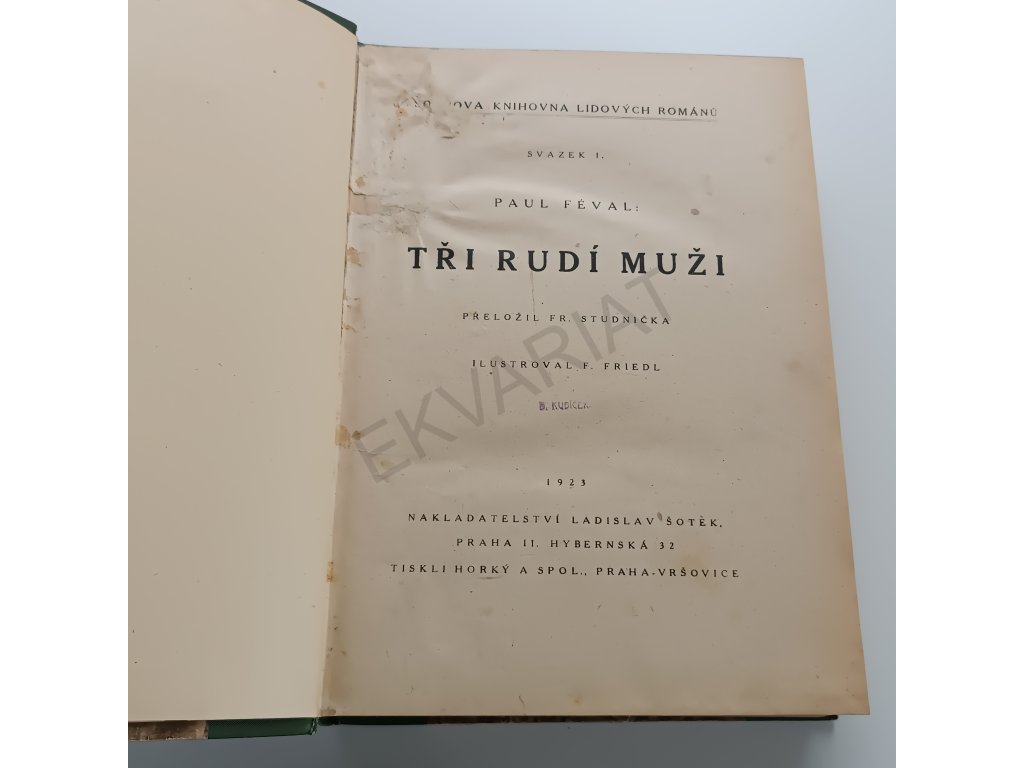 KNIHOVNA LIDOVÝCH ROMÁNŮ
SVAZEK I.
PAUL FÉVAL:
TŘI RUDÍ MUŽI
PŘELOŽIL FR. STUDNIČKA
ILUSTROVAL F. FRIEDL
B. KUDÍČEK
EKVARIAT
1923
NAKLADATELSTVÍ LADISLAV ŠOTEK,
PRAHA II. HYBERNSKÁ 32
TISKLI HORKÝ A SPOL., PRAHA-VRŠOVICE